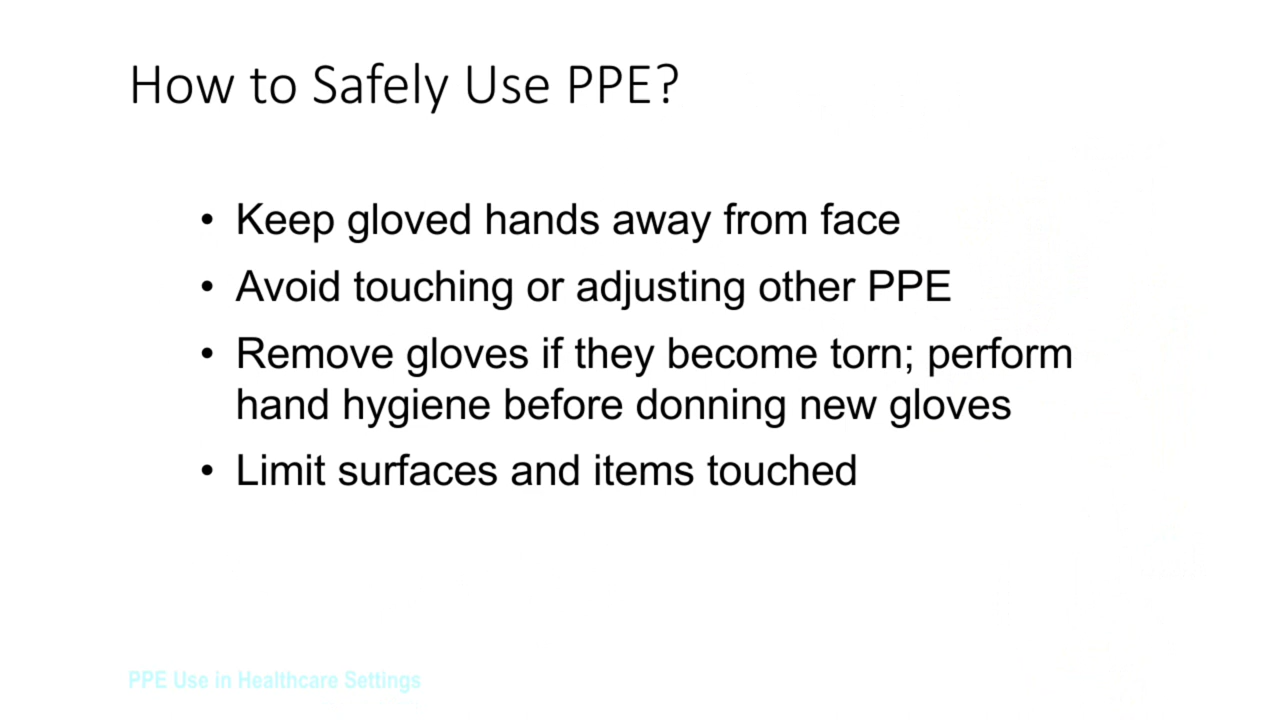 How to Safely Use PPE?
• Keep gloved hands away from face
• Avoid touching or adjusting other PPE
• Remove gloves if they become torn; perform
hand hygiene before donning new gloves
• Limit surfaces and items touched
PPE Use in Healthcare Settings